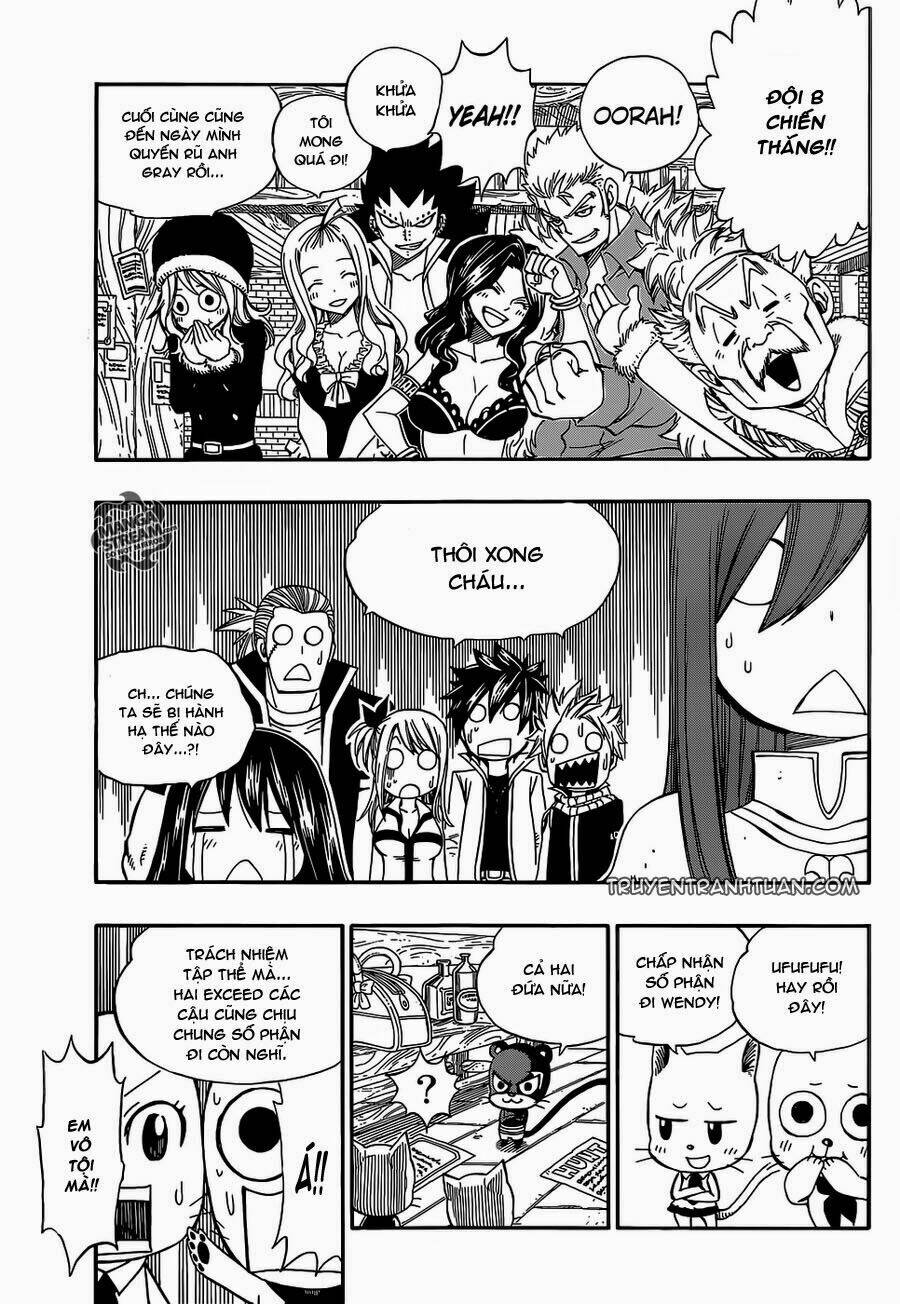 ĐỘI B
CHIẾN
THẮNG!!
OORAH!
YEAH!!
KHỬA
KHỬA
TÔI
MONG
QUÁ ĐI!
CUỐI CÙNG CŨNG
ĐẾN NGÀY MÌNH
QUYẾN RŨ ANH
GRAY RỒI...
MANGA
STREAM
THÔI XONG
CHÁU...
CH... CHÚNG
TA SẼ BỊ HÀNH
HẠ THẾ NÀO
ĐÂY...?!
TRUYENTRANHTUAN.COM
UFUFUFU!
HAY RỒI
ĐÂY!
CHẤP NHẬN
SỐ PHẬN
ĐI WENDY!
CẢ HAI
ĐỨA NỮA!
?
HUNT
TRÁCH NHIỆM
TẬP THỂ MÀ...
HAI EXCEED CÁC
CẬU CŨNG CHỊU
CHUNG SỐ PHẬN
ĐI CÒN NGHĨ.
Á!!
EM
VÔ
TỘI
MÀ!!